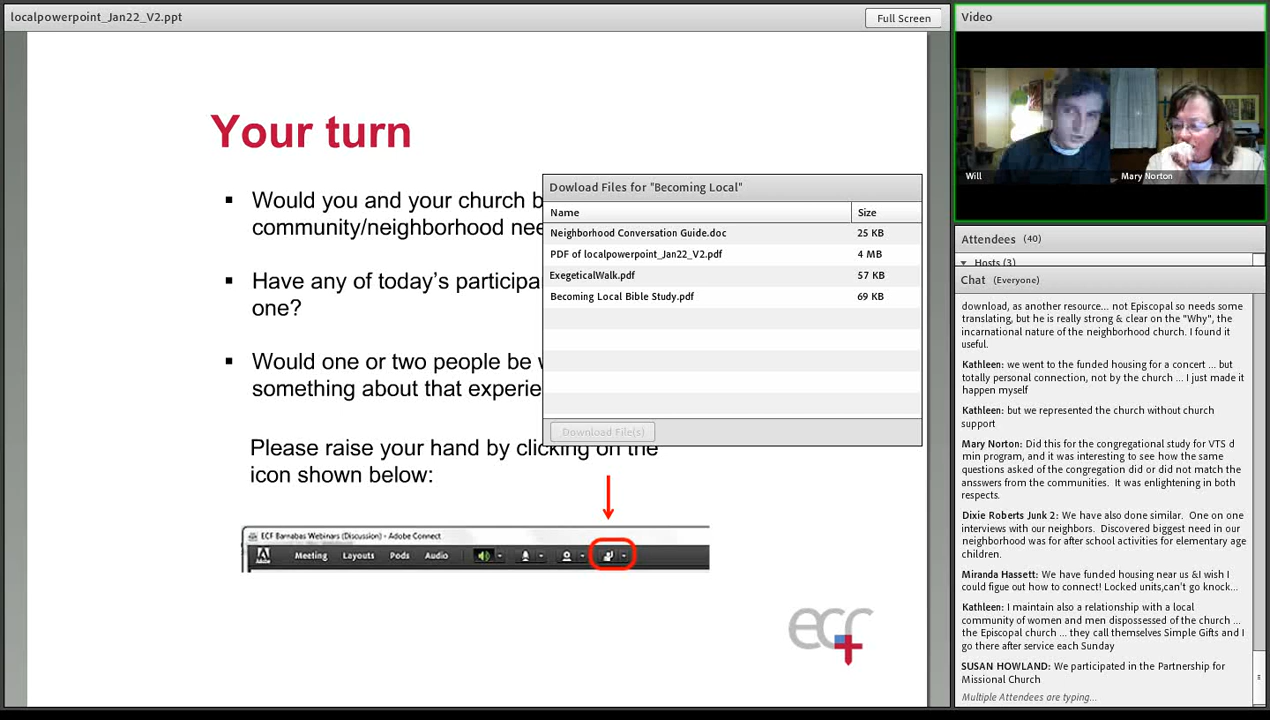 localpowerpoint_Jan22_V2.ppt
Full Screen
Your turn
Would you and your church b
community/neighborhood nee
Have any of today's participa
one?
Would one or two people be w
something about that experie
Please raise your hand by clicking on the
icon shown below:
ECF Barnabas Webinars (Discussion) - Adobe Connect
Meeting Layouts Pods Audio
ecf
Dowload Files for "Becoming Local"
Name Size
Neighborhood Conversation Guide.doc 25 KB
PDF of localpowerpoint_Jan22_V2.pdf 4 MB
ExegeticalWalk.pdf 57 KB
Becoming Local Bible Study.pdf 69 KB
Download File(s)
Video
Will
Mary Norton
Attendees (40)
Hosts (3)
Chat (Everyone)
download, as another resource... not Episcopal so needs some
translating, but he is really strong & clear on the "Why", the
incarnational nature of the neighborhood church. I found it
useful.
Kathleen: we went to the funded housing for a concert ... but
totally personal connection, not by the church ... I just made it
happen myself
Kathleen: but we represented the church without church
support
Mary Norton: Did this for the congregational study for VTS d
min program, and it was interesting to see how the same
questions asked of the congregation did or did not match the
answers from the communities. It was enlightening in both
respects.
Dixie Roberts Junk 2: We have also done similar. One on one
interviews with our neighbors. Discovered biggest need in our
neighborhood was for after school activities for elementary age
children.
Miranda Hassett: We have funded housing near us &I wish I
could figue out how to connect! Locked units,can't go knock...
Kathleen: I maintain also a relationship with a local
community of women and men dispossessed of the church ...
the Episcopal church ... they call themselves Simple Gifts and I
go there after service each Sunday
SUSAN HOWLAND: We participated in the Partnership for
Missional Church
Multiple Attendees are typing...